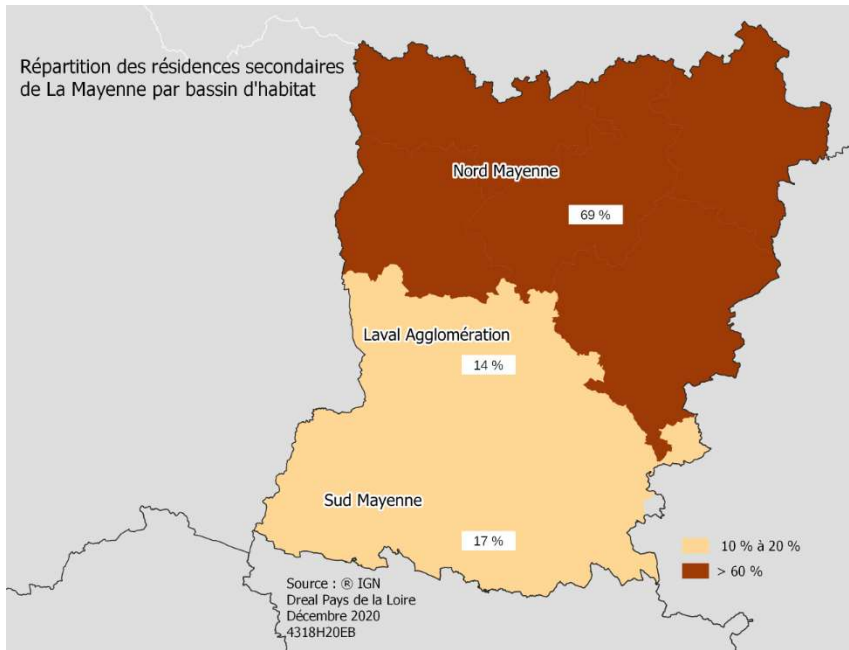 Répartition des résidences secondaires
de La Mayenne par bassin d'habitat
Nord Mayenne
69 %
Laval Agglomération
14 %
Sud Mayenne
17 %
10 % à 20 %
> 60 %
Source : ® IGN
Dreal Pays de la Loire
Décembre 2020
4318H20EB